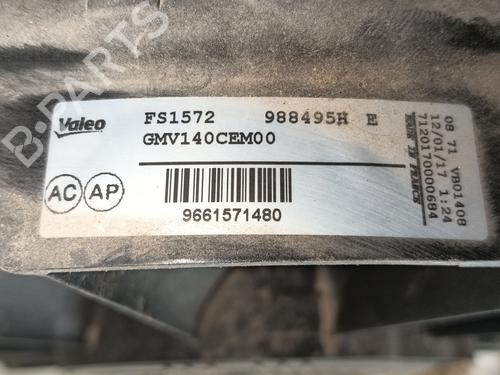 B-PARTS
Valeo
FS1572 988495H E
GMV140CEM00
AC AP
9661571480
MADE IN FRANCE
08 71 VB01408
12/01/17 1:24
7120170000684